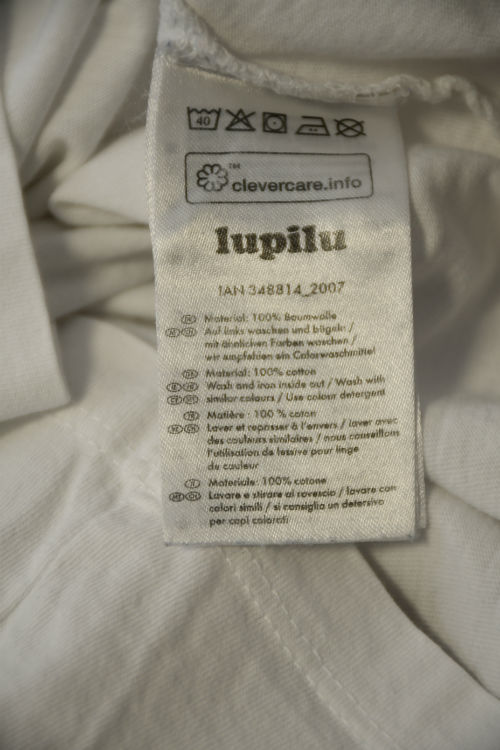 40
clevercare.info
lupilu
IAN 348814_2007
Material: 100% Baumwolle
Auf links waschen und bügeln /
mit ähnlichen Farben waschen /
wir empfehlen ein Colorwaschmittel
Material: 100% cotton
Wash and iron inside out / Wash with
similar colours / Use colour detergent
Matière: 100 % coton
Laver et repasser à l'envers / laver avec
des couleurs similaires / nous conseillons
l'utilisation de lessive pour linge
de couleur
Materiale: 100% cotone
Lavare e stirare al rovescio / lavare con
colori simili / si consiglia un detersivo
per capi colorati